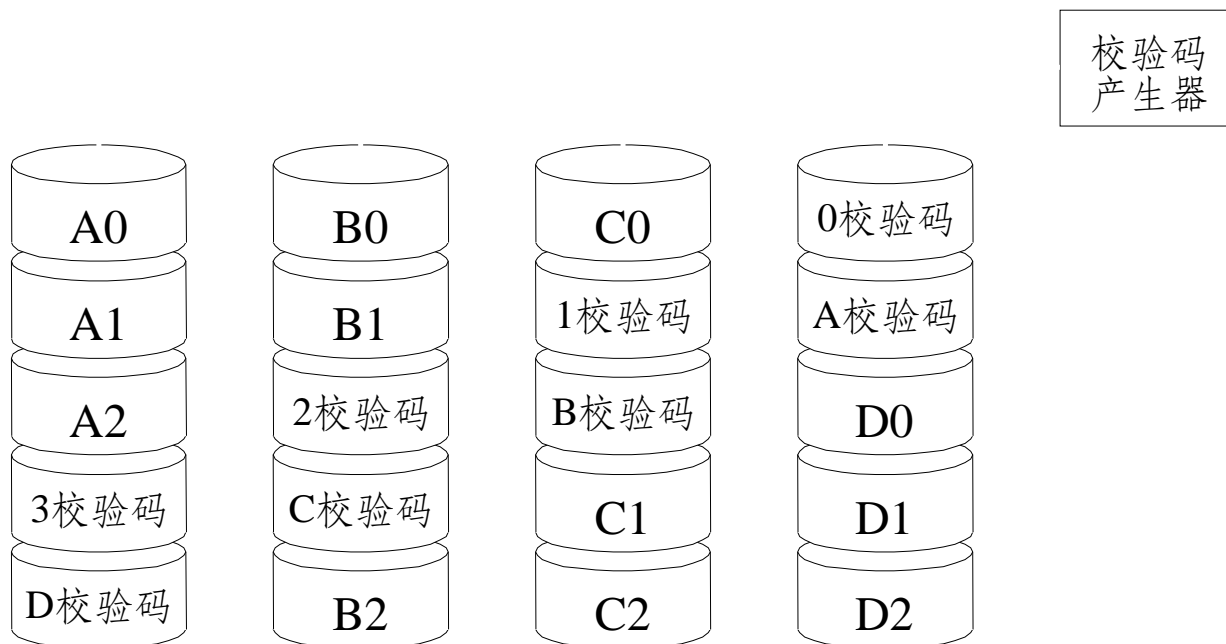 校验码
产生器
A0 B0 C0 0校验码
A1 B1 1校验码 A校验码
A2 2校验码 B校验码 D0
3校验码 C校验码 C1 D1
D校验码 B2 C2 D2